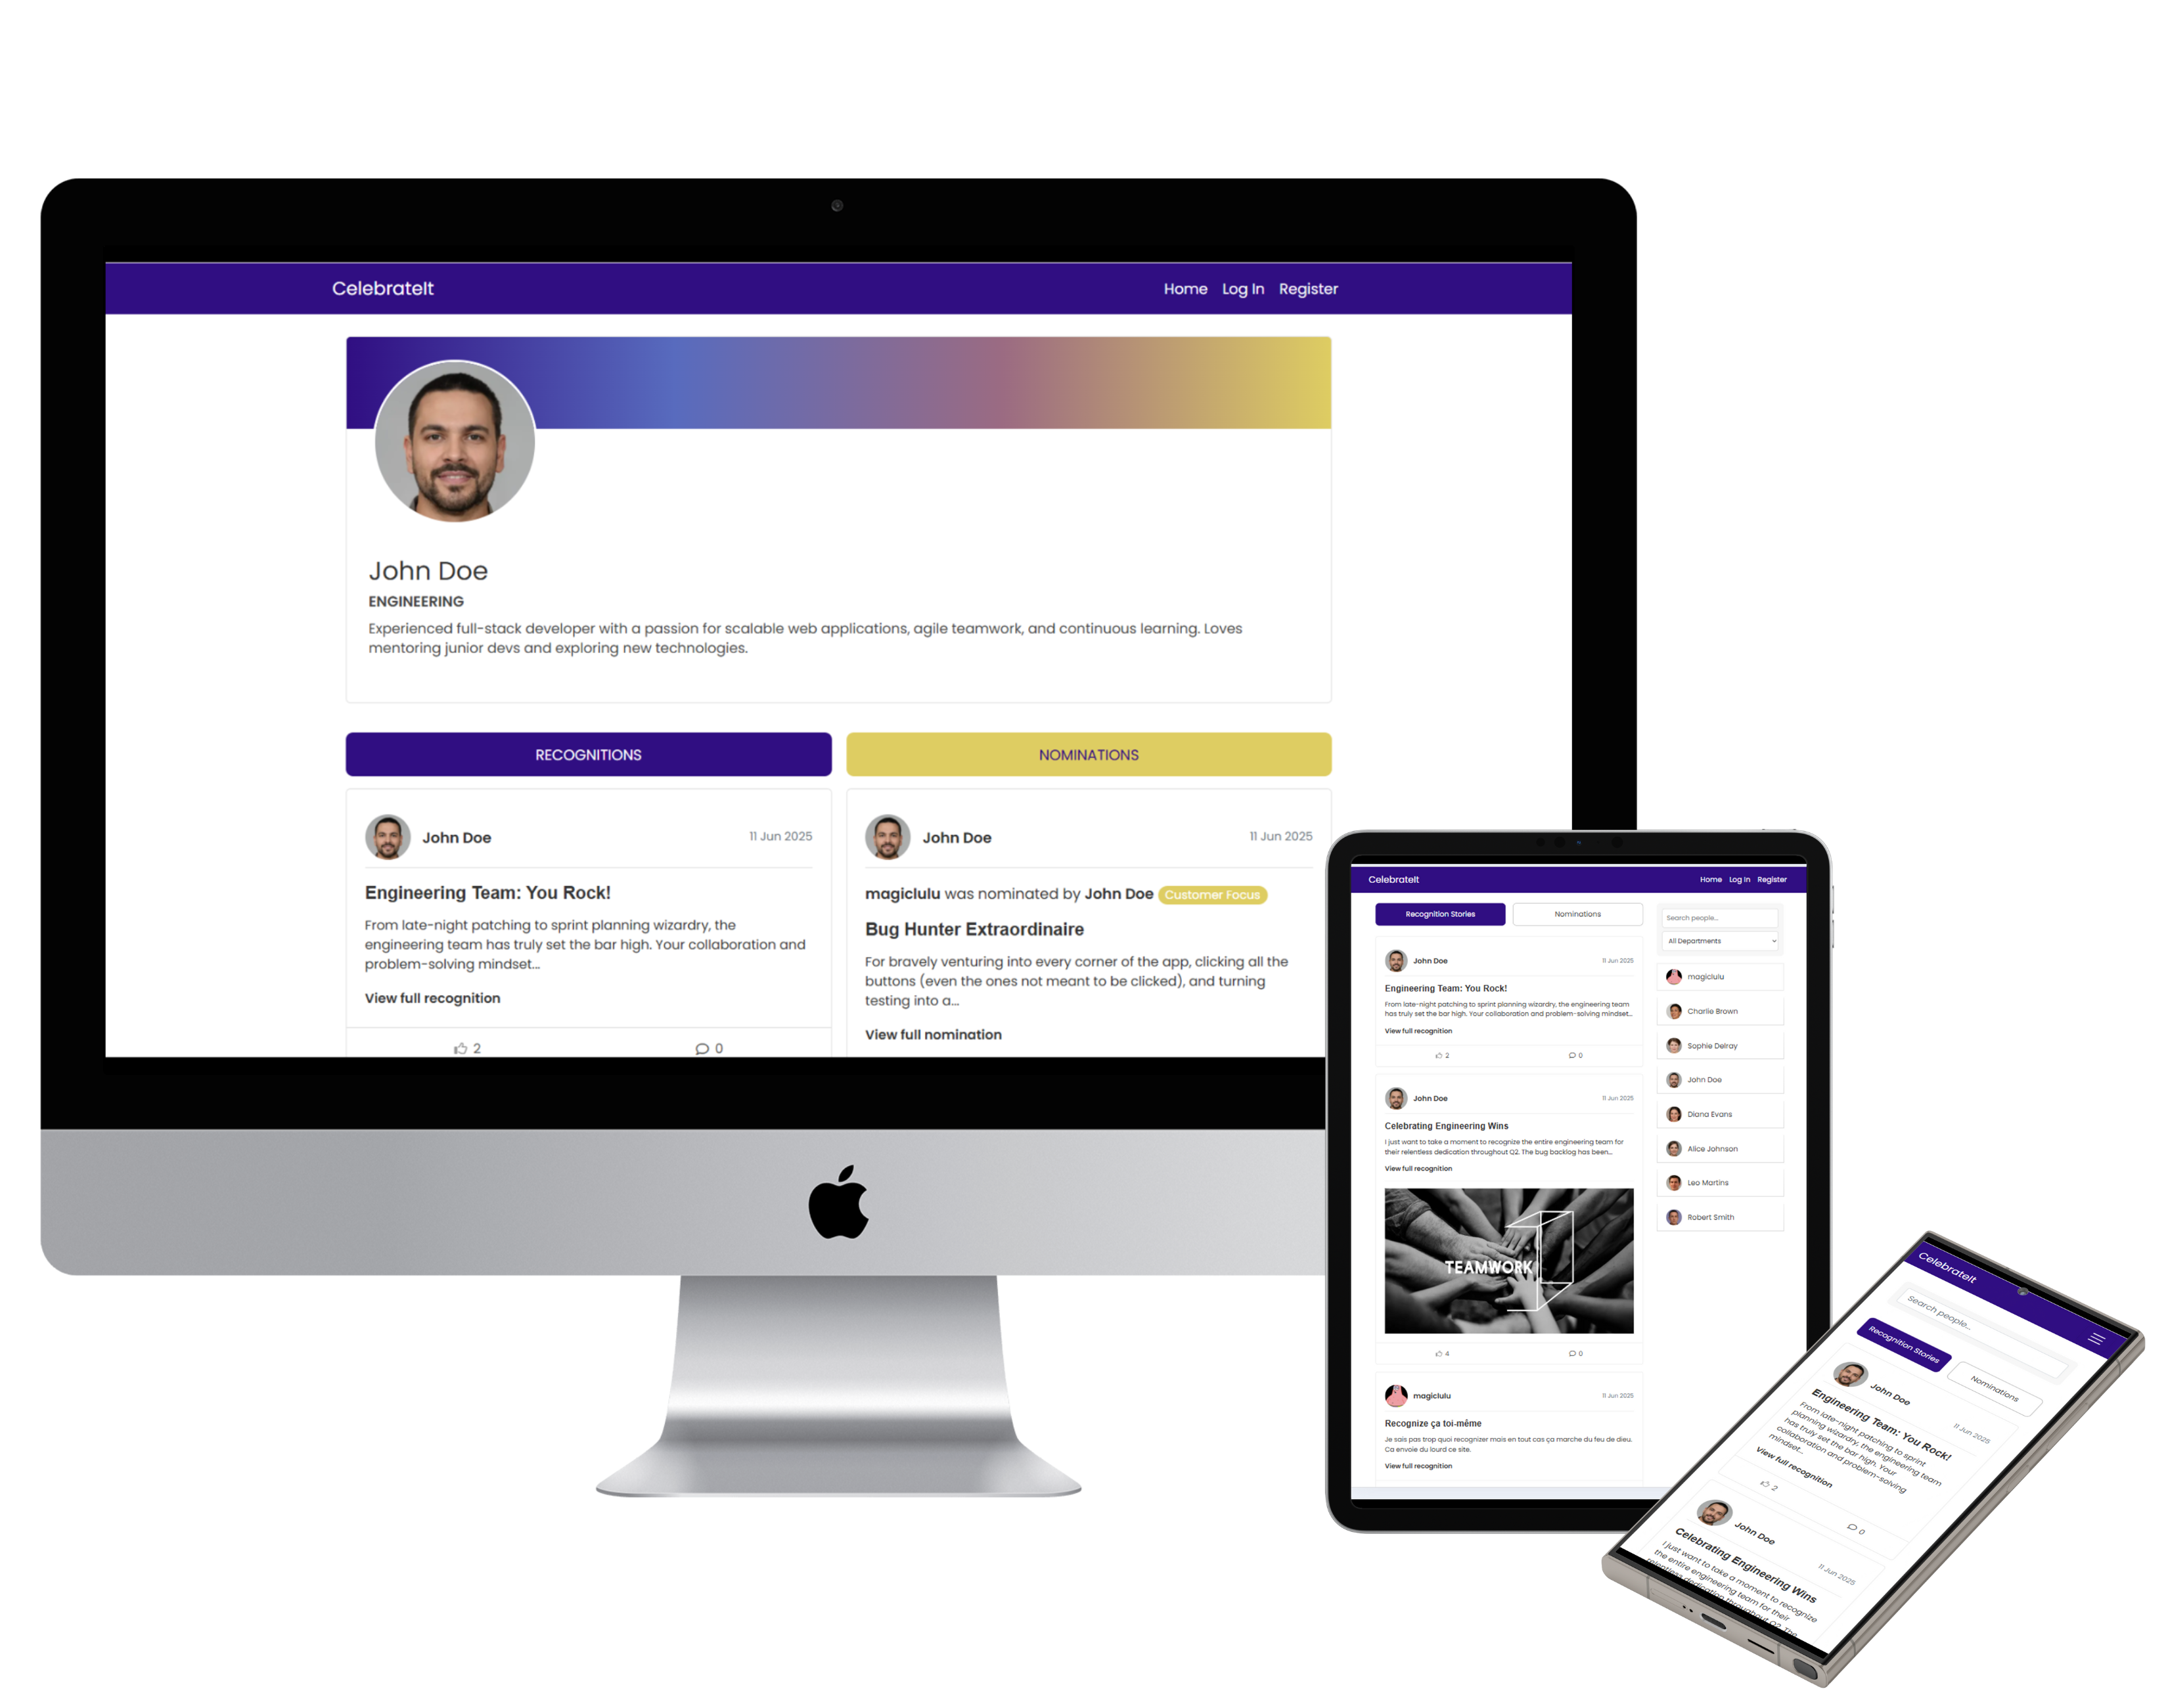 CelebrateIt
Home Log In Register
John Doe
ENGINEERING
Experienced full-stack developer with a passion for scalable web applications, agile teamwork, and continuous learning. Loves
mentoring junior devs and exploring new technologies.
RECOGNITIONS
John Doe 11 Jun 2025
Engineering Team: You Rock!
From late-night patching to sprint planning wizardry, the
engineering team has truly set the bar high. Your collaboration and
problem-solving mindset...
View full recognition
2 0
NOMINATIONS
John Doe 11 Jun 2025
magiclulu was nominated by John Doe Customer Focus
Bug Hunter Extraordinaire
For bravely venturing into every corner of the app, clicking all the
buttons (even the ones not meant to be clicked), and turning
testing into a...
View full nomination
CelebrateIt
Home Log In Register
Recognition Stories Nominations
John Doe 11 Jun 2025
Engineering Team: You Rock!
From late-night patching to sprint planning wizardry, the engineering team
has truly set the bar high. Your collaboration and problem-solving mindset...
View full recognition
2 0
John Doe 11 Jun 2025
Celebrating Engineering Wins
I just want to take a moment to recognize the entire engineering team for
their relentless dedication throughout Q2. The bug backlog has been...
View full recognition
TEAMWORK
4 0
magiclulu 11 Jun 2025
Recognize ça toi-même
Je sais pas trop quoi recognizer mais en tout cas ça marche du feu de dieu.
Ca envoie du lourd ce site.
View full recognition
Search people...
All Departments
magiclulu
Charlie Brown
Sophie Delray
John Doe
Diana Evans
Alice Johnson
Leo Martins
Robert Smith
CelebrateIt
Search people...
Recognition Stories Nominations
John Doe 11 Jun 2025
Engineering Team: You Rock!
From late-night patching to sprint
planning wizardry, the engineering team
has truly set the bar high. Your
collaboration and problem-solving
mindset...
View full recognition
2 0
John Doe 11 Jun 2025
Celebrating Engineering Wins
I just want to take a moment to recognize
the entire engineering team for their
relentless dedication throughout Q2. The